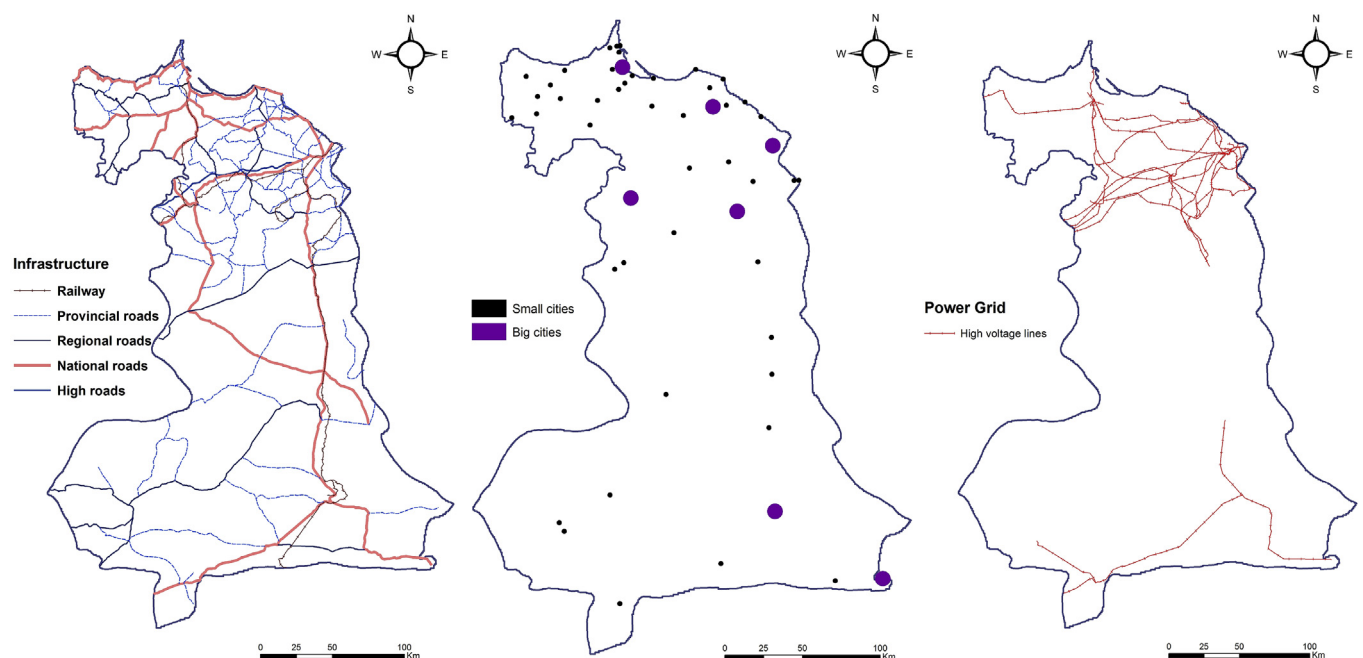 N
W E
S
Infrastructure
Railway
Provincial roads
Regional roads
National roads
High roads
0 25 50 100
Km
N
W E
S
Small cities
Big cities
0 25 50 100
Km
N
W E
S
Power Grid
High voltage lines
0 25 50 100
Km